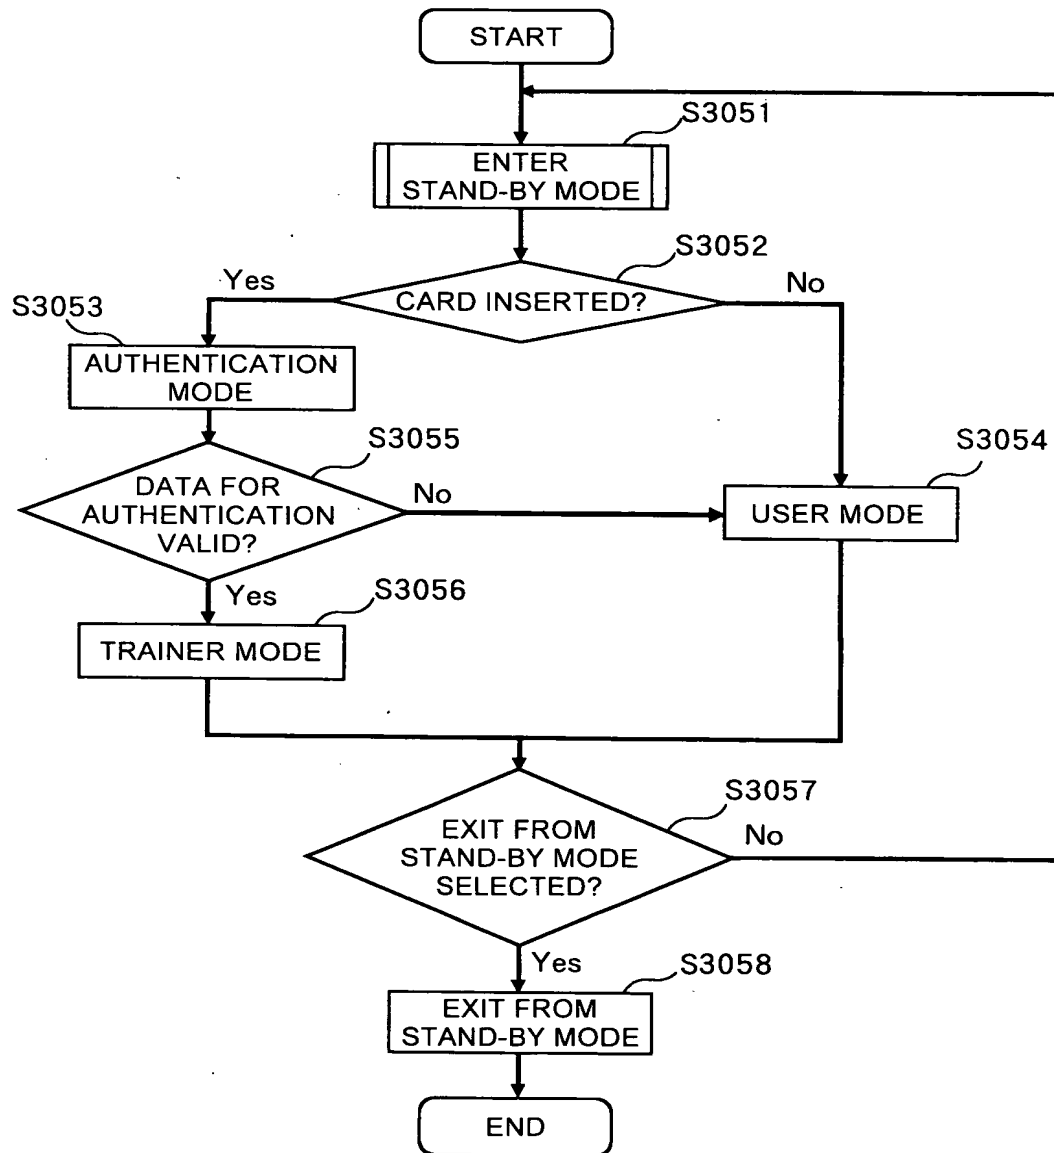 START
S3051
ENTER
STAND-BY MODE
S3052
Yes
CARD INSERTED?
No
S3053
AUTHENTICATION
MODE
S3055
S3054
DATA FOR
AUTHENTICATION
VALID?
No
USER MODE
Yes
S3056
TRAINER MODE
S3057
EXIT FROM
STAND-BY MODE
SELECTED?
No
Yes
S3058
EXIT FROM
STAND-BY MODE
END